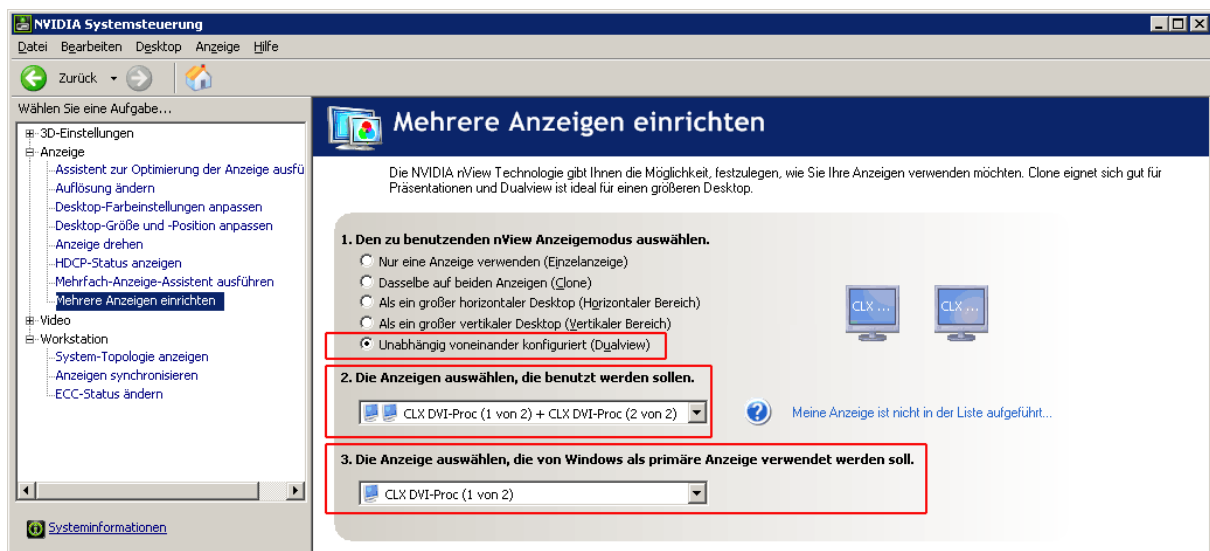 NVIDIA Systemsteuerung
Datei Bearbeiten Desktop Anzeige Hilfe
Zurück
Wählen Sie eine Aufgabe...
3D-Einstellungen
Anzeige
Assistent zur Optimierung der Anzeige ausfü
Auflösung ändern
Desktop-Farbeinstellungen anpassen
Desktop-Größe und -Position anpassen
Anzeige drehen
HDCP-Status anzeigen
Mehrfach-Anzeige-Assistent ausführen
Mehrere Anzeigen einrichten
Video
Workstation
System-Topologie anzeigen
Anzeigen synchronisieren
ECC-Status ändern
Systeminformationen
Mehrere Anzeigen einrichten
Die NVIDIA nView Technologie gibt Ihnen die Möglichkeit, festzulegen, wie Sie Ihre Anzeigen verwenden möchten. Clone eignet sich gut für
Präsentationen und Dualview ist ideal für einen größeren Desktop.
1. Den zu benutzenden nView Anzeigemodus auswählen.
Nur eine Anzeige verwenden (Einzelanzeige)
Dasselbe auf beiden Anzeigen (Clone)
Als ein großer horizontaler Desktop (Horizontaler Bereich)
Als ein großer vertikaler Desktop (Vertikaler Bereich)
Unabhängig voneinander konfiguriert (Dualview)
CLX ... CLX ...
2. Die Anzeigen auswählen, die benutzt werden sollen.
CLX DVI-Proc (1 von 2) + CLX DVI-Proc (2 von 2)
Meine Anzeige ist nicht in der Liste aufgeführt...
3. Die Anzeige auswählen, die von Windows als primäre Anzeige verwendet werden soll.
CLX DVI-Proc (1 von 2)